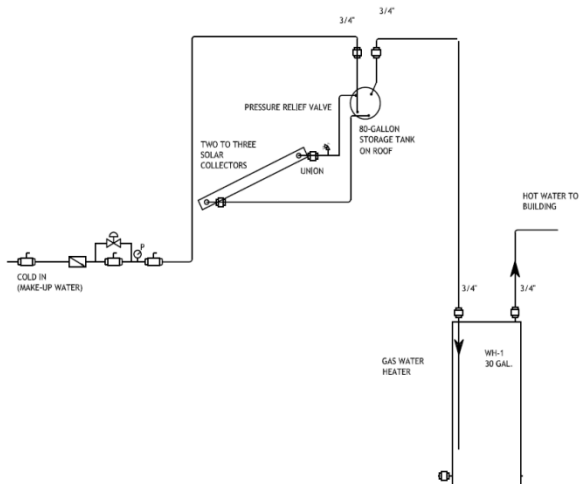 3/4"
3/4"
PRESSURE RELIEF VALVE
80-GALLON
STORAGE TANK
ON ROOF
TWO TO THREE
SOLAR
COLLECTORS
UNION
HOT WATER TO
BUILDING
P
COLD IN
(MAKE-UP WATER)
3/4"
3/4"
GAS WATER
HEATER
WH-1
30 GAL.